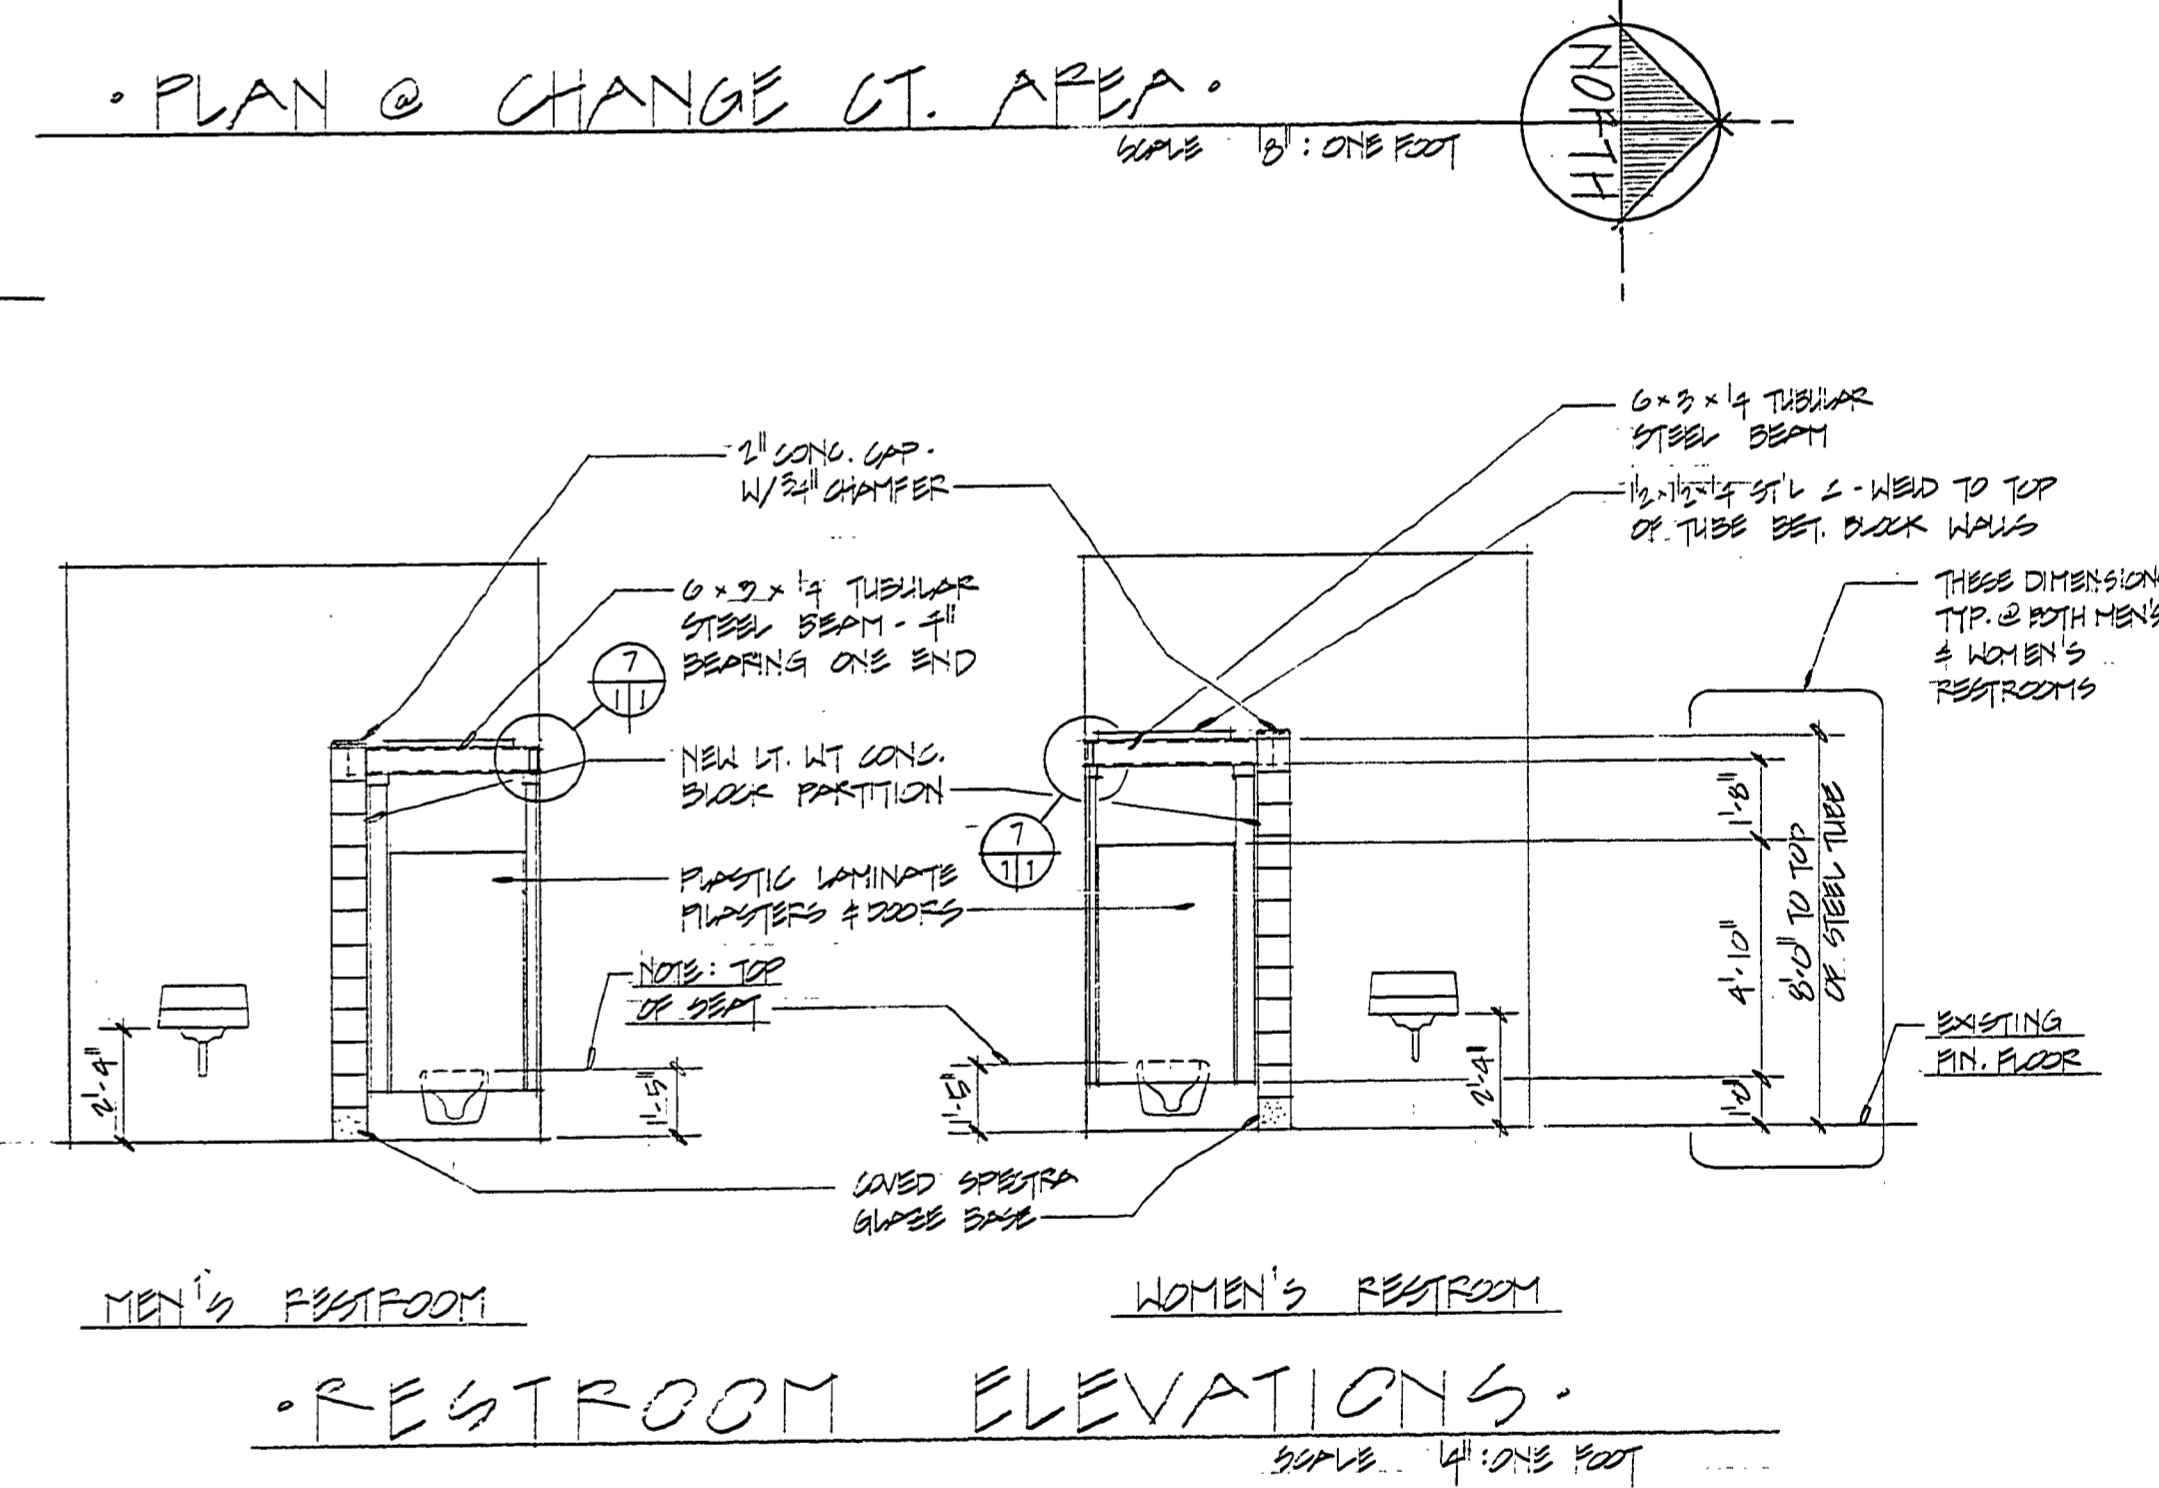 • PLAN @ CHANGE CT. AREA •
SCALE 1/8" : ONE FOOT
NORTH
2" CONC. CAP.
W/ 3/4" CHAMFER
6 x 3 x 1/4 TUBULAR
STEEL BEAM - 4"
BEARING ONE END
7
11
NEW LT. WT CONC.
BLOCK PARTITION
7
11
PLASTIC LAMINATE
PILASTERS & DOORS
NOTE: TOP
OF SEAT
6 x 3 x 1/4 TUBULAR
STEEL BEAM
1 1/2 x 1 1/2 x 1/4 ST'L ∠ - WELD TO TOP
OF TUBE BET. BLOCK WALLS
THESE DIMENSIONS
TYP. @ BOTH MEN'S
& WOMEN'S
RESTROOMS
1'-8"
4'-10"
1'-0"
8'-0" TO TOP
OF STEEL TUBE
EXISTING
FIN. FLOOR
2'-4"
1'-5"
1'-5"
2'-4"
COVED SPECTRA
GLAZE BASE
MEN'S RESTROOM
WOMEN'S RESTROOM
• RESTROOM ELEVATIONS •
SCALE 1/4" : ONE FOOT